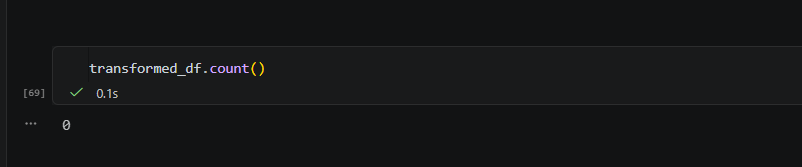 transformed_df.count()
[69]
0.1s
...
0